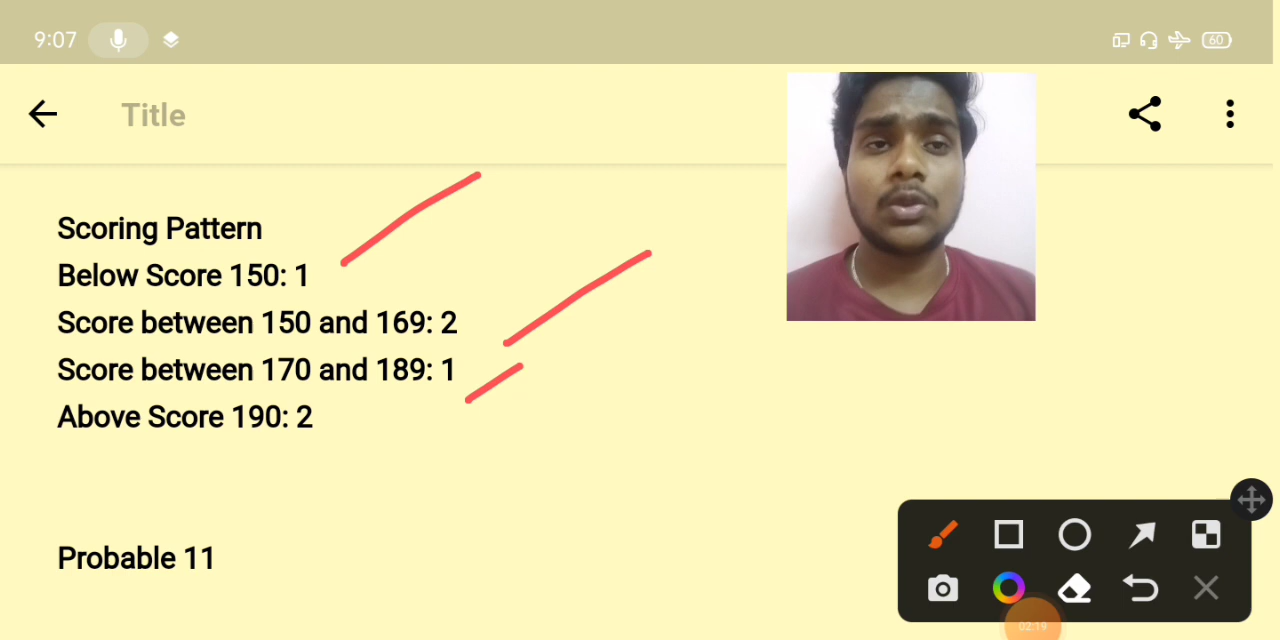 9:07
60
Title
Scoring Pattern
Below Score 150: 1
Score between 150 and 169: 2
Score between 170 and 189: 1
Above Score 190: 2
Probable 11
02:19